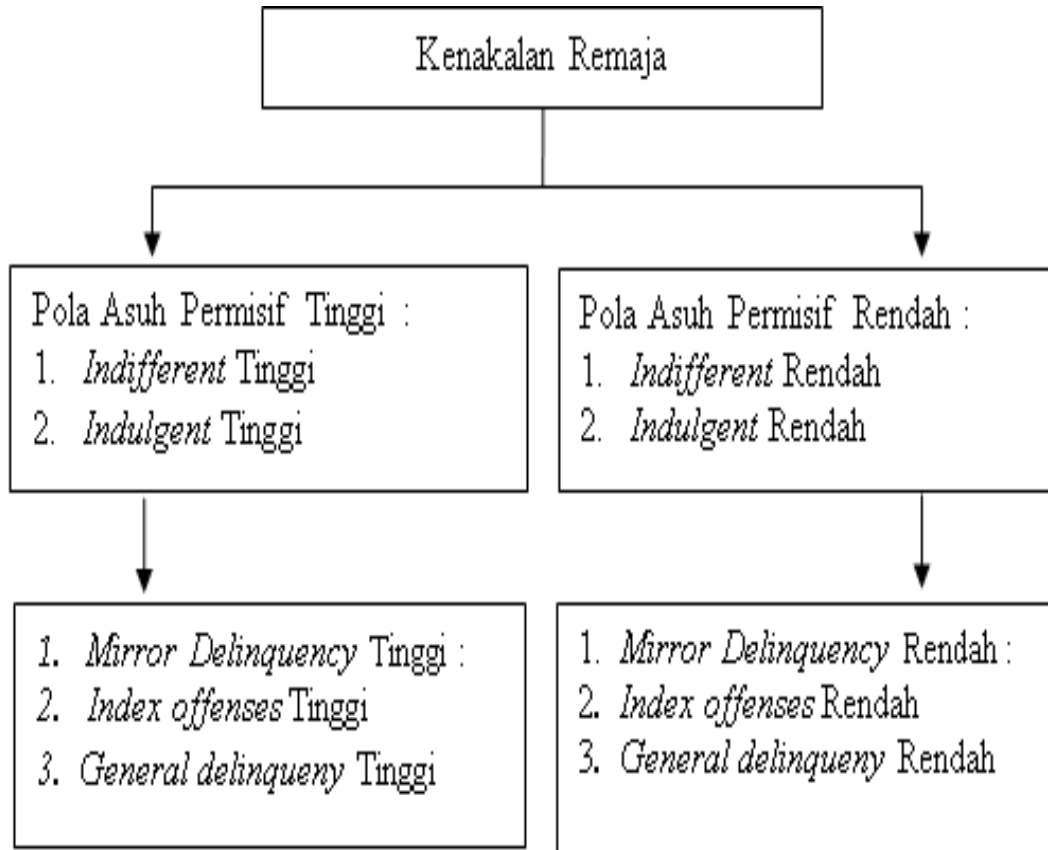 Kenakalan Remaja
Pola Asuh Permisif Tinggi :
1. Indifferent Tinggi
2. Indulgent Tinggi
Pola Asuh Permisif Rendah :
1. Indifferent Rendah
2. Indulgent Rendah
1. Mirror Delinquency Tinggi :
2. Index offenses Tinggi
3. General delinqueny Tinggi
1. Mirror Delinquency Rendah :
2. Index offenses Rendah
3. General delinqueny Rendah